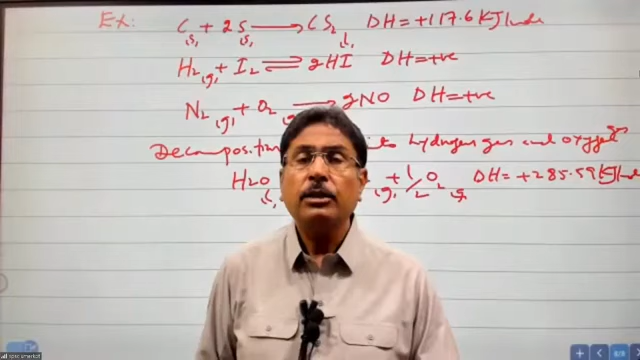 Ex:  C(s) + 2S(s) ⟶ CS2(l)  DH = +117.6 KJ/mole
H2(g) + I2 ⇌ 2HI  DH = +ve
N2(g) + O2(g) ⟶ 2NO  DH = +ve
hydrogen gas and oxygen gas
H2O(l) + 1/2 O2(g)  DH = +285.59 KJ/mole